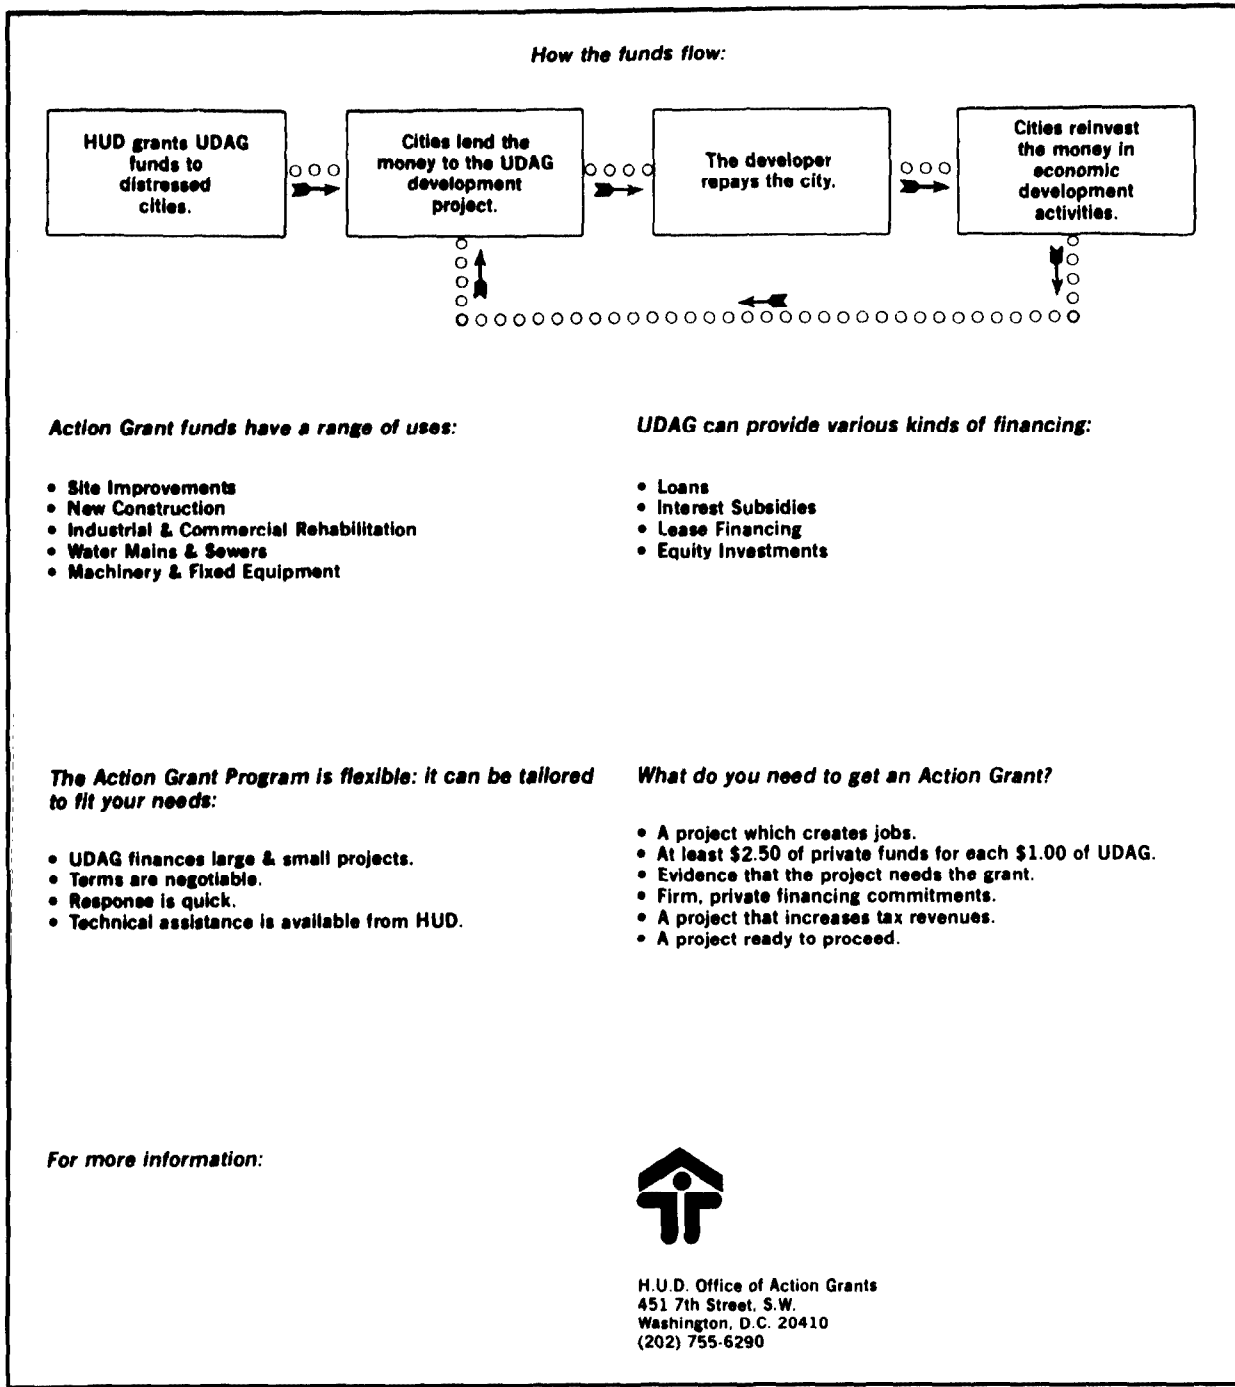 How the funds flow:
HUD grants UDAG
funds to
distressed
cities.
Cities lend the
money to the UDAG
development
project.
The developer
repays the city.
Cities reinvest
the money in
economic
development
activities.
Action Grant funds have a range of uses:
• Site Improvements
• New Construction
• Industrial & Commercial Rehabilitation
• Water Mains & Sewers
• Machinery & Fixed Equipment
UDAG can provide various kinds of financing:
• Loans
• Interest Subsidies
• Lease Financing
• Equity Investments
The Action Grant Program is flexible: it can be tailored
to fit your needs:
• UDAG finances large & small projects.
• Terms are negotiable.
• Response is quick.
• Technical assistance is available from HUD.
What do you need to get an Action Grant?
• A project which creates jobs.
• At least $2.50 of private funds for each $1.00 of UDAG.
• Evidence that the project needs the grant.
• Firm, private financing commitments.
• A project that increases tax revenues.
• A project ready to proceed.
For more information:
H.U.D. Office of Action Grants
451 7th Street, S.W.
Washington, D.C. 20410
(202) 755-6290